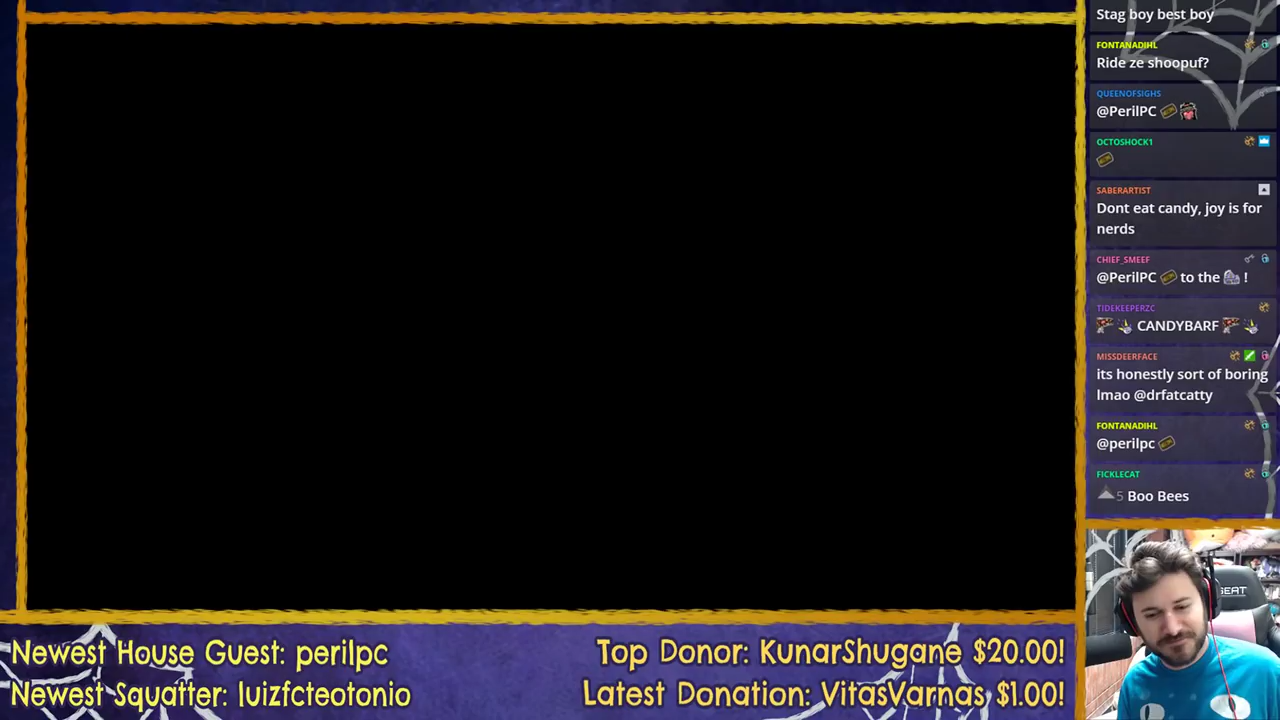 Stag boy best boy
FONTANADIHL
Ride ze shoopuf?
QUEENOFSIGHS
@PerilPC
OCTOSHOCK1
SABERARTIST
Dont eat candy, joy is for
nerds
CHIEF_SMEEF
@PerilPC to the !
TIDEKEEPERZC
CANDYBARF
MISSDEERFACE
its honestly sort of boring
lmao @drfatcatty
FONTANADIHL
@perilpc
FICKLECAT
5 Boo Bees
Newest House Guest: perilpc
Newest Squatter: luizfcteotonio
Top Donor: KunarShugane $20.00!
Latest Donation: VitasVarnas $1.00!